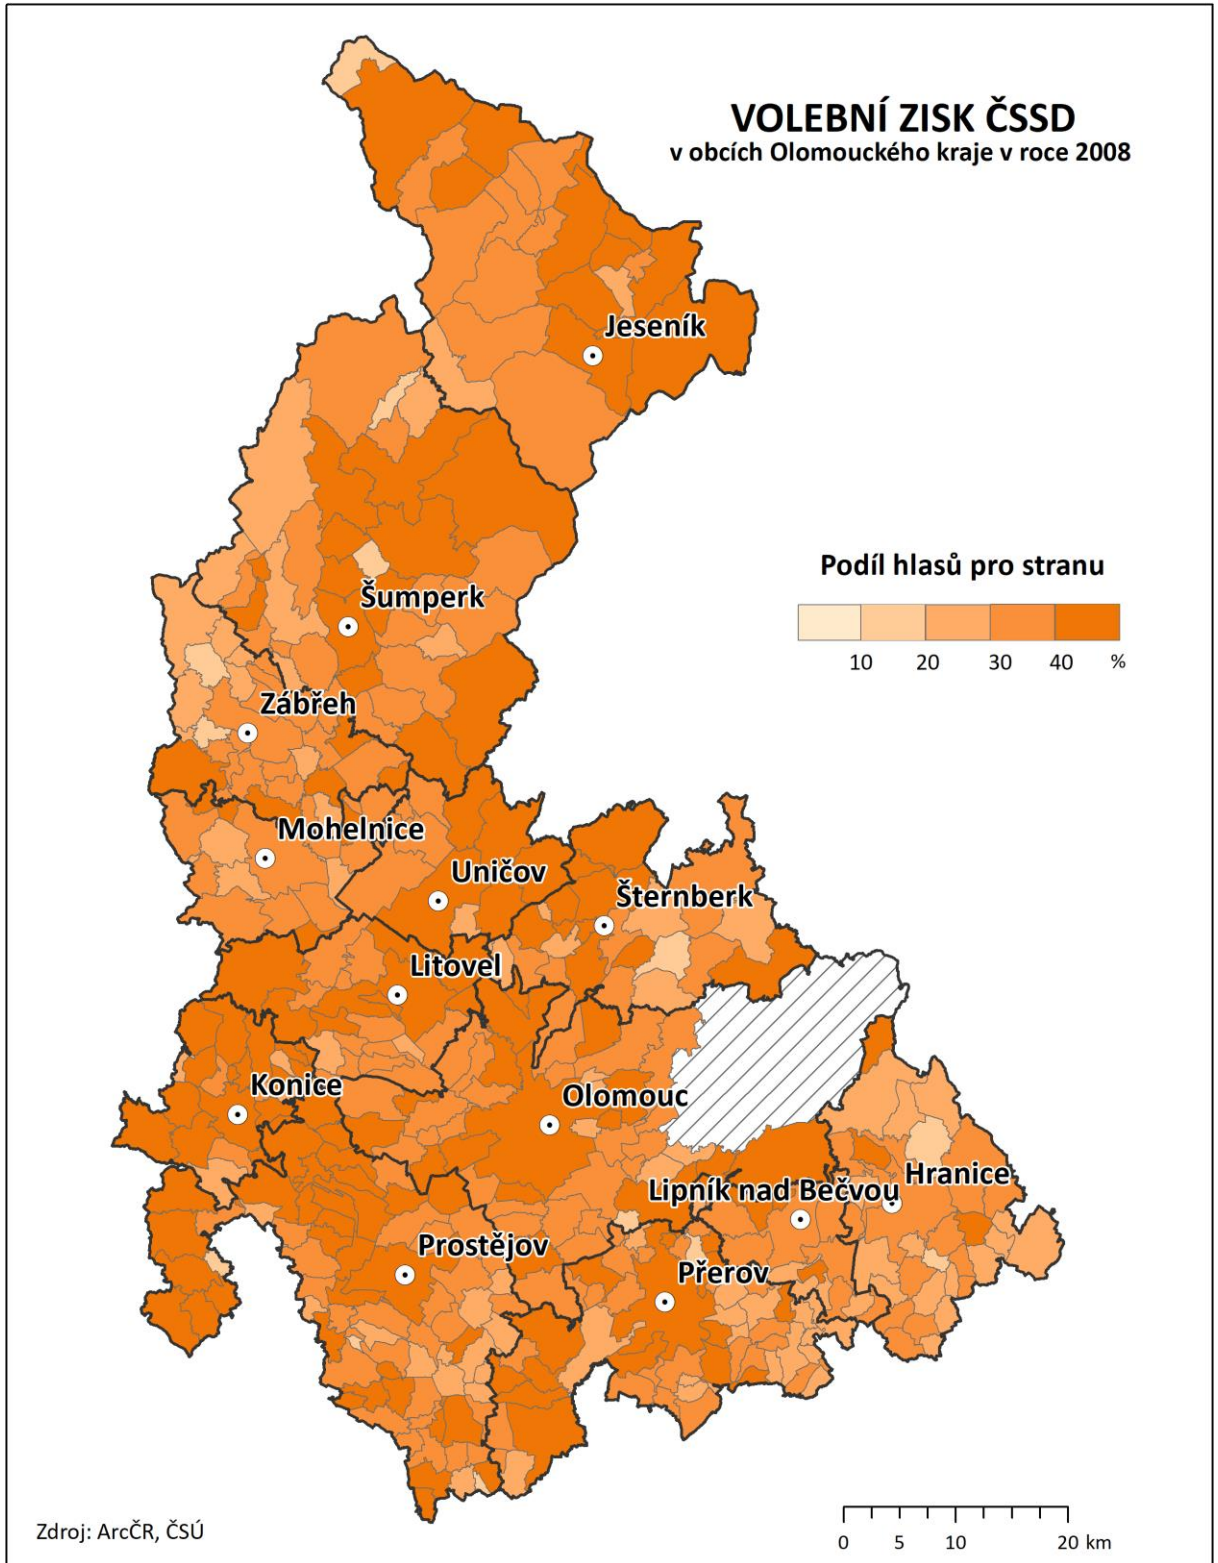 VOLEBNÍ ZISK ČSSD
v obcích Olomouckého kraje v roce 2008
Jeseník
Podíl hlasů pro stranu
10 20 30 40 %
Šumperk
Zábřeh
Mohelnice
Uničov
Šternberk
Litovel
Konice
Olomouc
Hranice
Lipník nad Bečvou
Prostějov
Přerov
Zdroj: ArcČR, ČSÚ
0 5 10 20 km